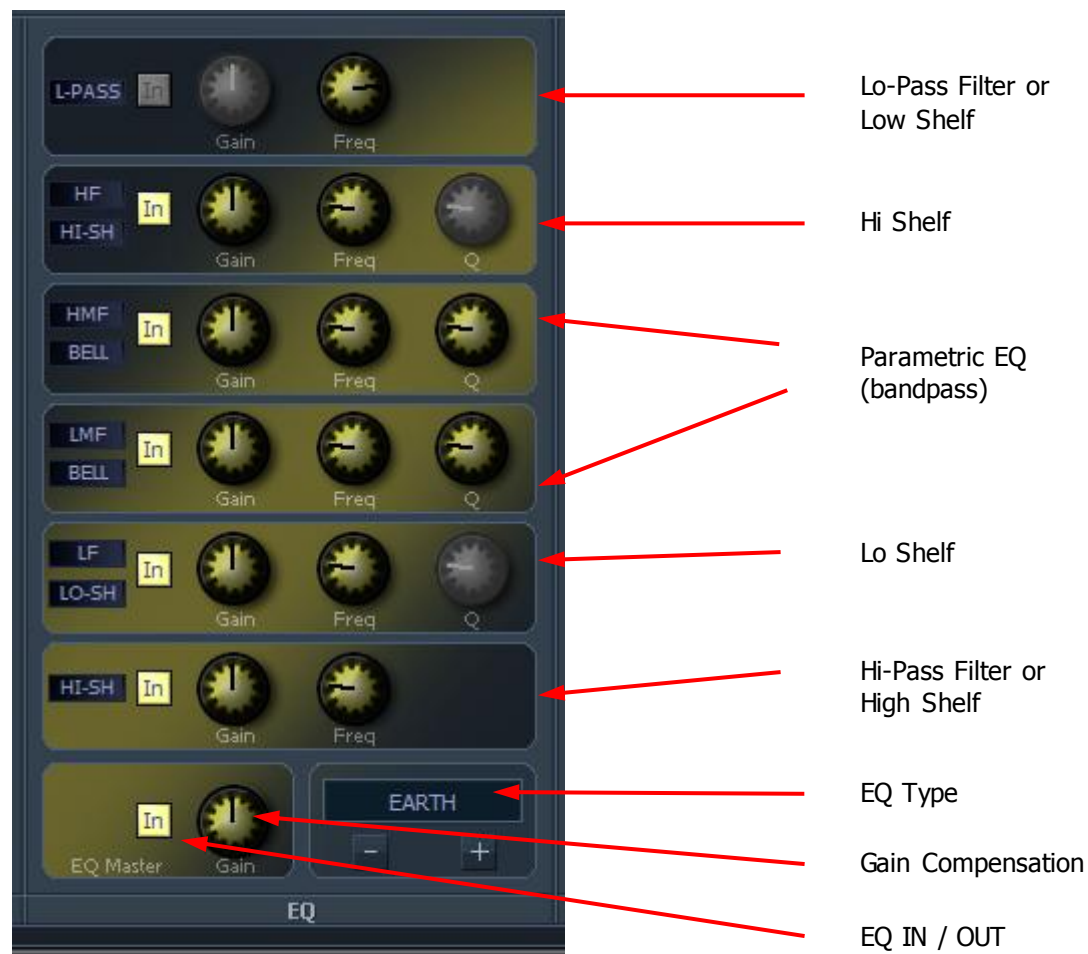 L-PASS In Gain Freq
Lo-Pass Filter or
Low Shelf
HF In
HI-SH
Gain Freq Q
Hi Shelf
HMF In
BELL
Gain Freq Q
Parametric EQ
(bandpass)
LMF In
BELL
Gain Freq Q
LF In
LO-SH
Gain Freq Q
Lo Shelf
HI-SH In
Gain Freq
Hi-Pass Filter or
High Shelf
In
EQ Master Gain
EARTH
- +
EQ Type
Gain Compensation
EQ
EQ IN / OUT